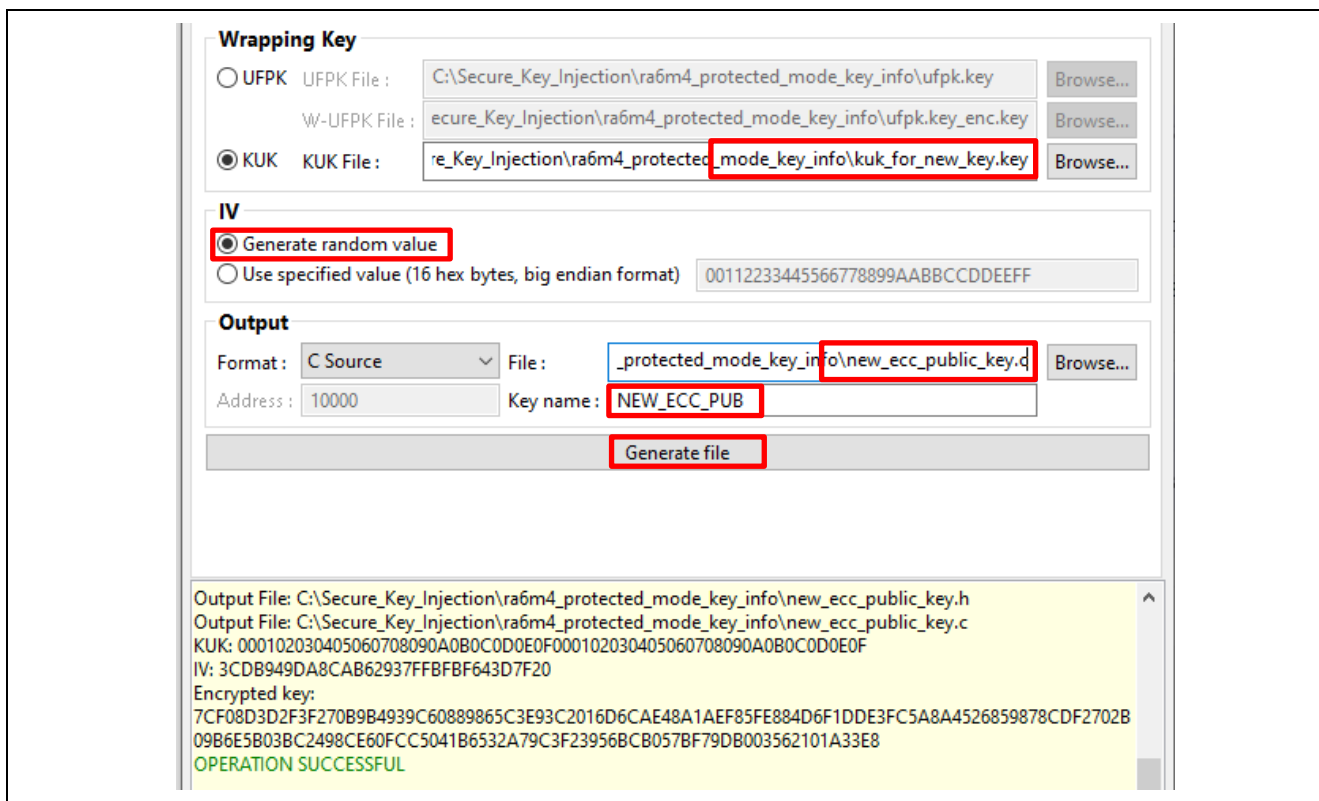 Wrapping Key
UFPK UFPK File : C:\Secure_Key_Injection\ra6m4_protected_mode_key_info\ufpk.key Browse...
W-UFPK File : ecure_Key_Injection\ra6m4_protected_mode_key_info\ufpk.key_enc.key Browse...
KUK KUK File : re_Key_Injection\ra6m4_protected_mode_key_info\kuk_for_new_key.key Browse...
IV
Generate random value
Use specified value (16 hex bytes, big endian format) 00112233445566778899AABBCCDDEEFF
Output
Format : C Source File : _protected_mode_key_info\new_ecc_public_key.c Browse...
Address : 10000 Key name : NEW_ECC_PUB
Generate file
Output File: C:\Secure_Key_Injection\ra6m4_protected_mode_key_info\new_ecc_public_key.h
Output File: C:\Secure_Key_Injection\ra6m4_protected_mode_key_info\new_ecc_public_key.c
KUK: 000102030405060708090A0B0C0D0E0F000102030405060708090A0B0C0D0E0F
IV: 3CDB949DA8CAB62937FFBFBF643D7F20
Encrypted key:
7CF08D3D2F3F270B9B4939C60889865C3E93C2016D6CAE48A1AEF85FE884D6F1DDE3FC5A8A4526859878CDF2702B
09B6E5B03BC2498CE60FCC5041B6532A79C3F23956BCB057BF79DB003562101A33E8
OPERATION SUCCESSFUL